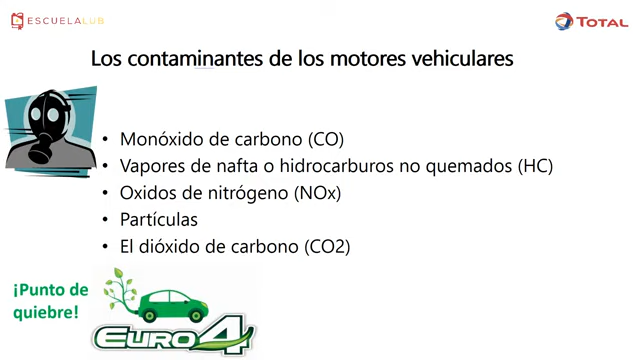 ESCUELALUB
TOTAL
Los contaminantes de los motores vehiculares
• Monóxido de carbono (CO)
• Vapores de nafta o hidrocarburos no quemados (HC)
• Oxidos de nitrógeno (NOx)
• Partículas
• El dióxido de carbono (CO2)
¡Punto de
quiebre!
EURO4